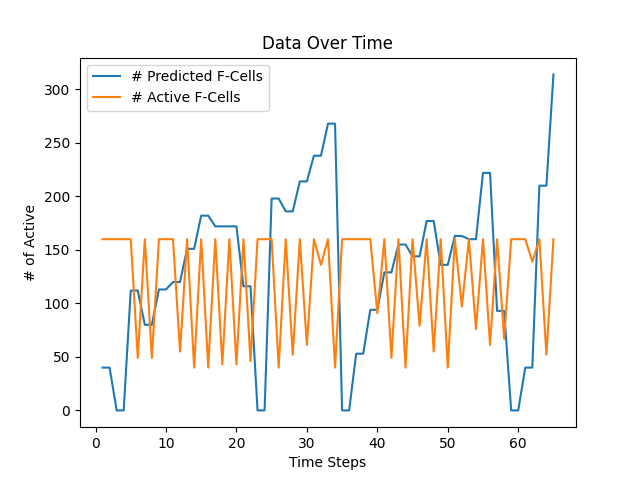 Data Over Time
# Predicted F-Cells
# Active F-Cells
# of Active
300
250
200
150
100
50
0
0 10 20 30 40 50 60
Time Steps